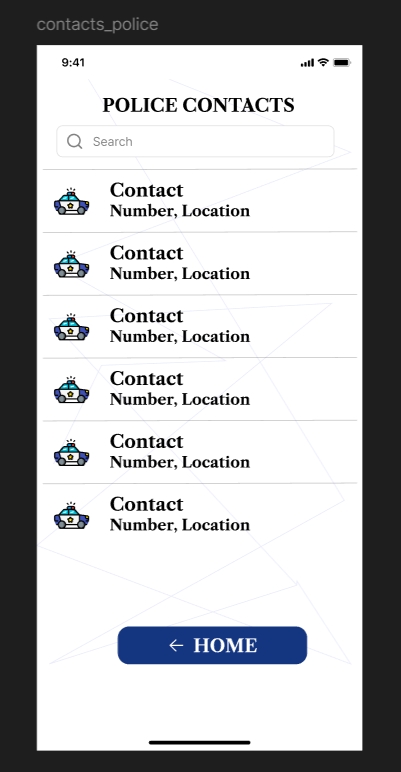 contacts_police
9:41
POLICE CONTACTS
Search
Contact
Number, Location
Contact
Number, Location
Contact
Number, Location
Contact
Number, Location
Contact
Number, Location
Contact
Number, Location
← HOME